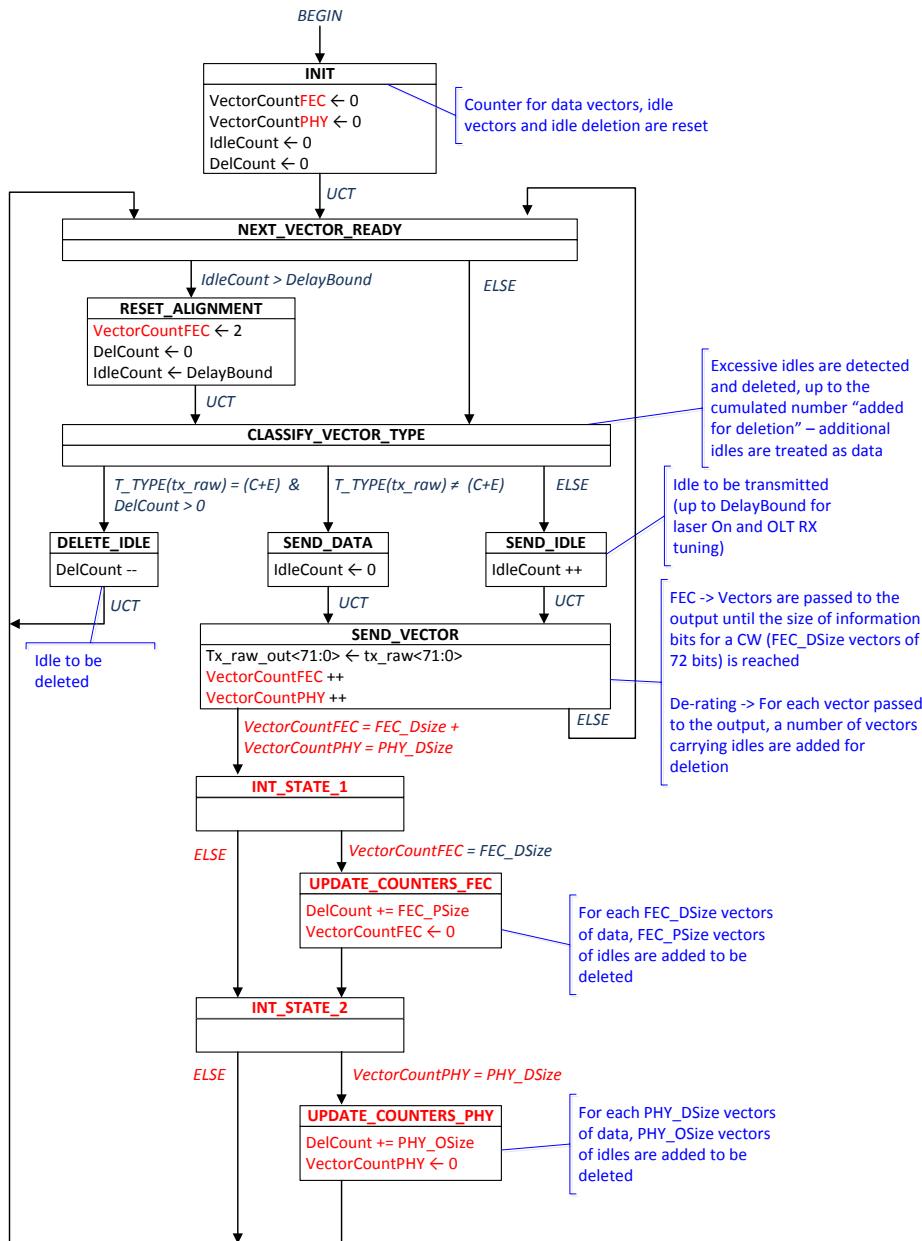 BEGIN
INIT
VectorCountFEC ← 0
VectorCountPHY ← 0
IdleCount ← 0
DelCount ← 0
Counter for data vectors, idle
vectors and idle deletion are reset
UCT
NEXT_VECTOR_READY
IdleCount > DelayBound
ELSE
RESET_ALIGNMENT
VectorCountFEC ← 2
DelCount ← 0
IdleCount ← DelayBound
UCT
Excessive idles are detected
and deleted, up to the
cumulated number “added
for deletion” – additional
idles are treated as data
CLASSIFY_VECTOR_TYPE
T_TYPE(tx_raw) = (C+E) &
DelCount > 0
T_TYPE(tx_raw) ≠ (C+E)
ELSE
Idle to be transmitted
(up to DelayBound for
laser On and OLT RX
tuning)
DELETE_IDLE
DelCount --
SEND_DATA
IdleCount ← 0
SEND_IDLE
IdleCount ++
UCT
UCT
UCT
Idle to be
deleted
SEND_VECTOR
Tx_raw_out<71:0> ← tx_raw<71:0>
VectorCountFEC ++
VectorCountPHY ++
FEC -> Vectors are passed to the
output until the size of information
bits for a CW (FEC_DSize vectors of
72 bits) is reached
De-rating -> For each vector passed
to the output, a number of vectors
carrying idles are added for
deletion
VectorCountFEC = FEC_Dsize +
VectorCountPHY = PHY_DSize
ELSE
INT_STATE_1
ELSE
VectorCountFEC = FEC_DSize
UPDATE_COUNTERS_FEC
DelCount += FEC_PSize
VectorCountFEC ← 0
For each FEC_DSize vectors
of data, FEC_PSize vectors
of idles are added to be
deleted
INT_STATE_2
ELSE
VectorCountPHY = PHY_DSize
UPDATE_COUNTERS_PHY
DelCount += PHY_OSize
VectorCountPHY ← 0
For each PHY_DSize vectors
of data, PHY_OSize vectors
of idles are added to be
deleted